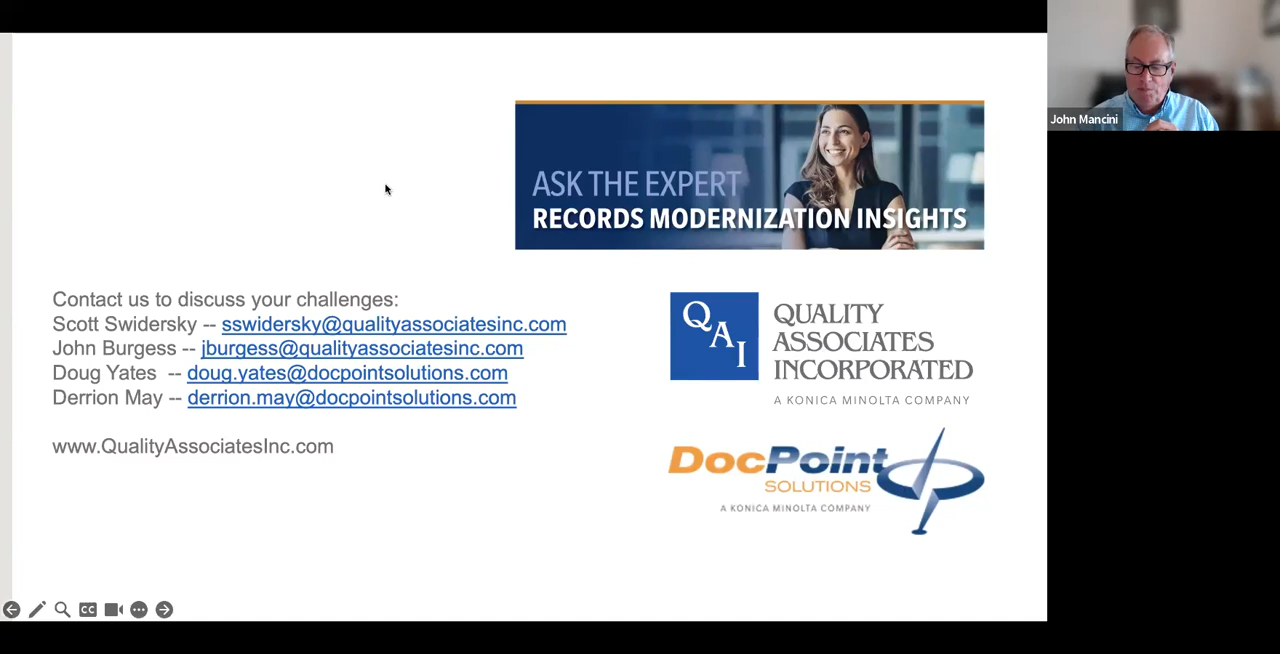 John Mancini
ASK THE EXPERT
RECORDS MODERNIZATION INSIGHTS
Contact us to discuss your challenges:
Scott Swidersky -- sswidersky@qualityassociatesinc.com
John Burgess -- jburgess@qualityassociatesinc.com
Doug Yates -- doug.yates@docpointsolutions.com
Derrion May -- derrion.may@docpointsolutions.com
www.QualityAssociatesInc.com
QAI
QUALITY
ASSOCIATES
INCORPORATED
A KONICA MINOLTA COMPANY
DocPoint
SOLUTIONS
A KONICA MINOLTA COMPANY
CC